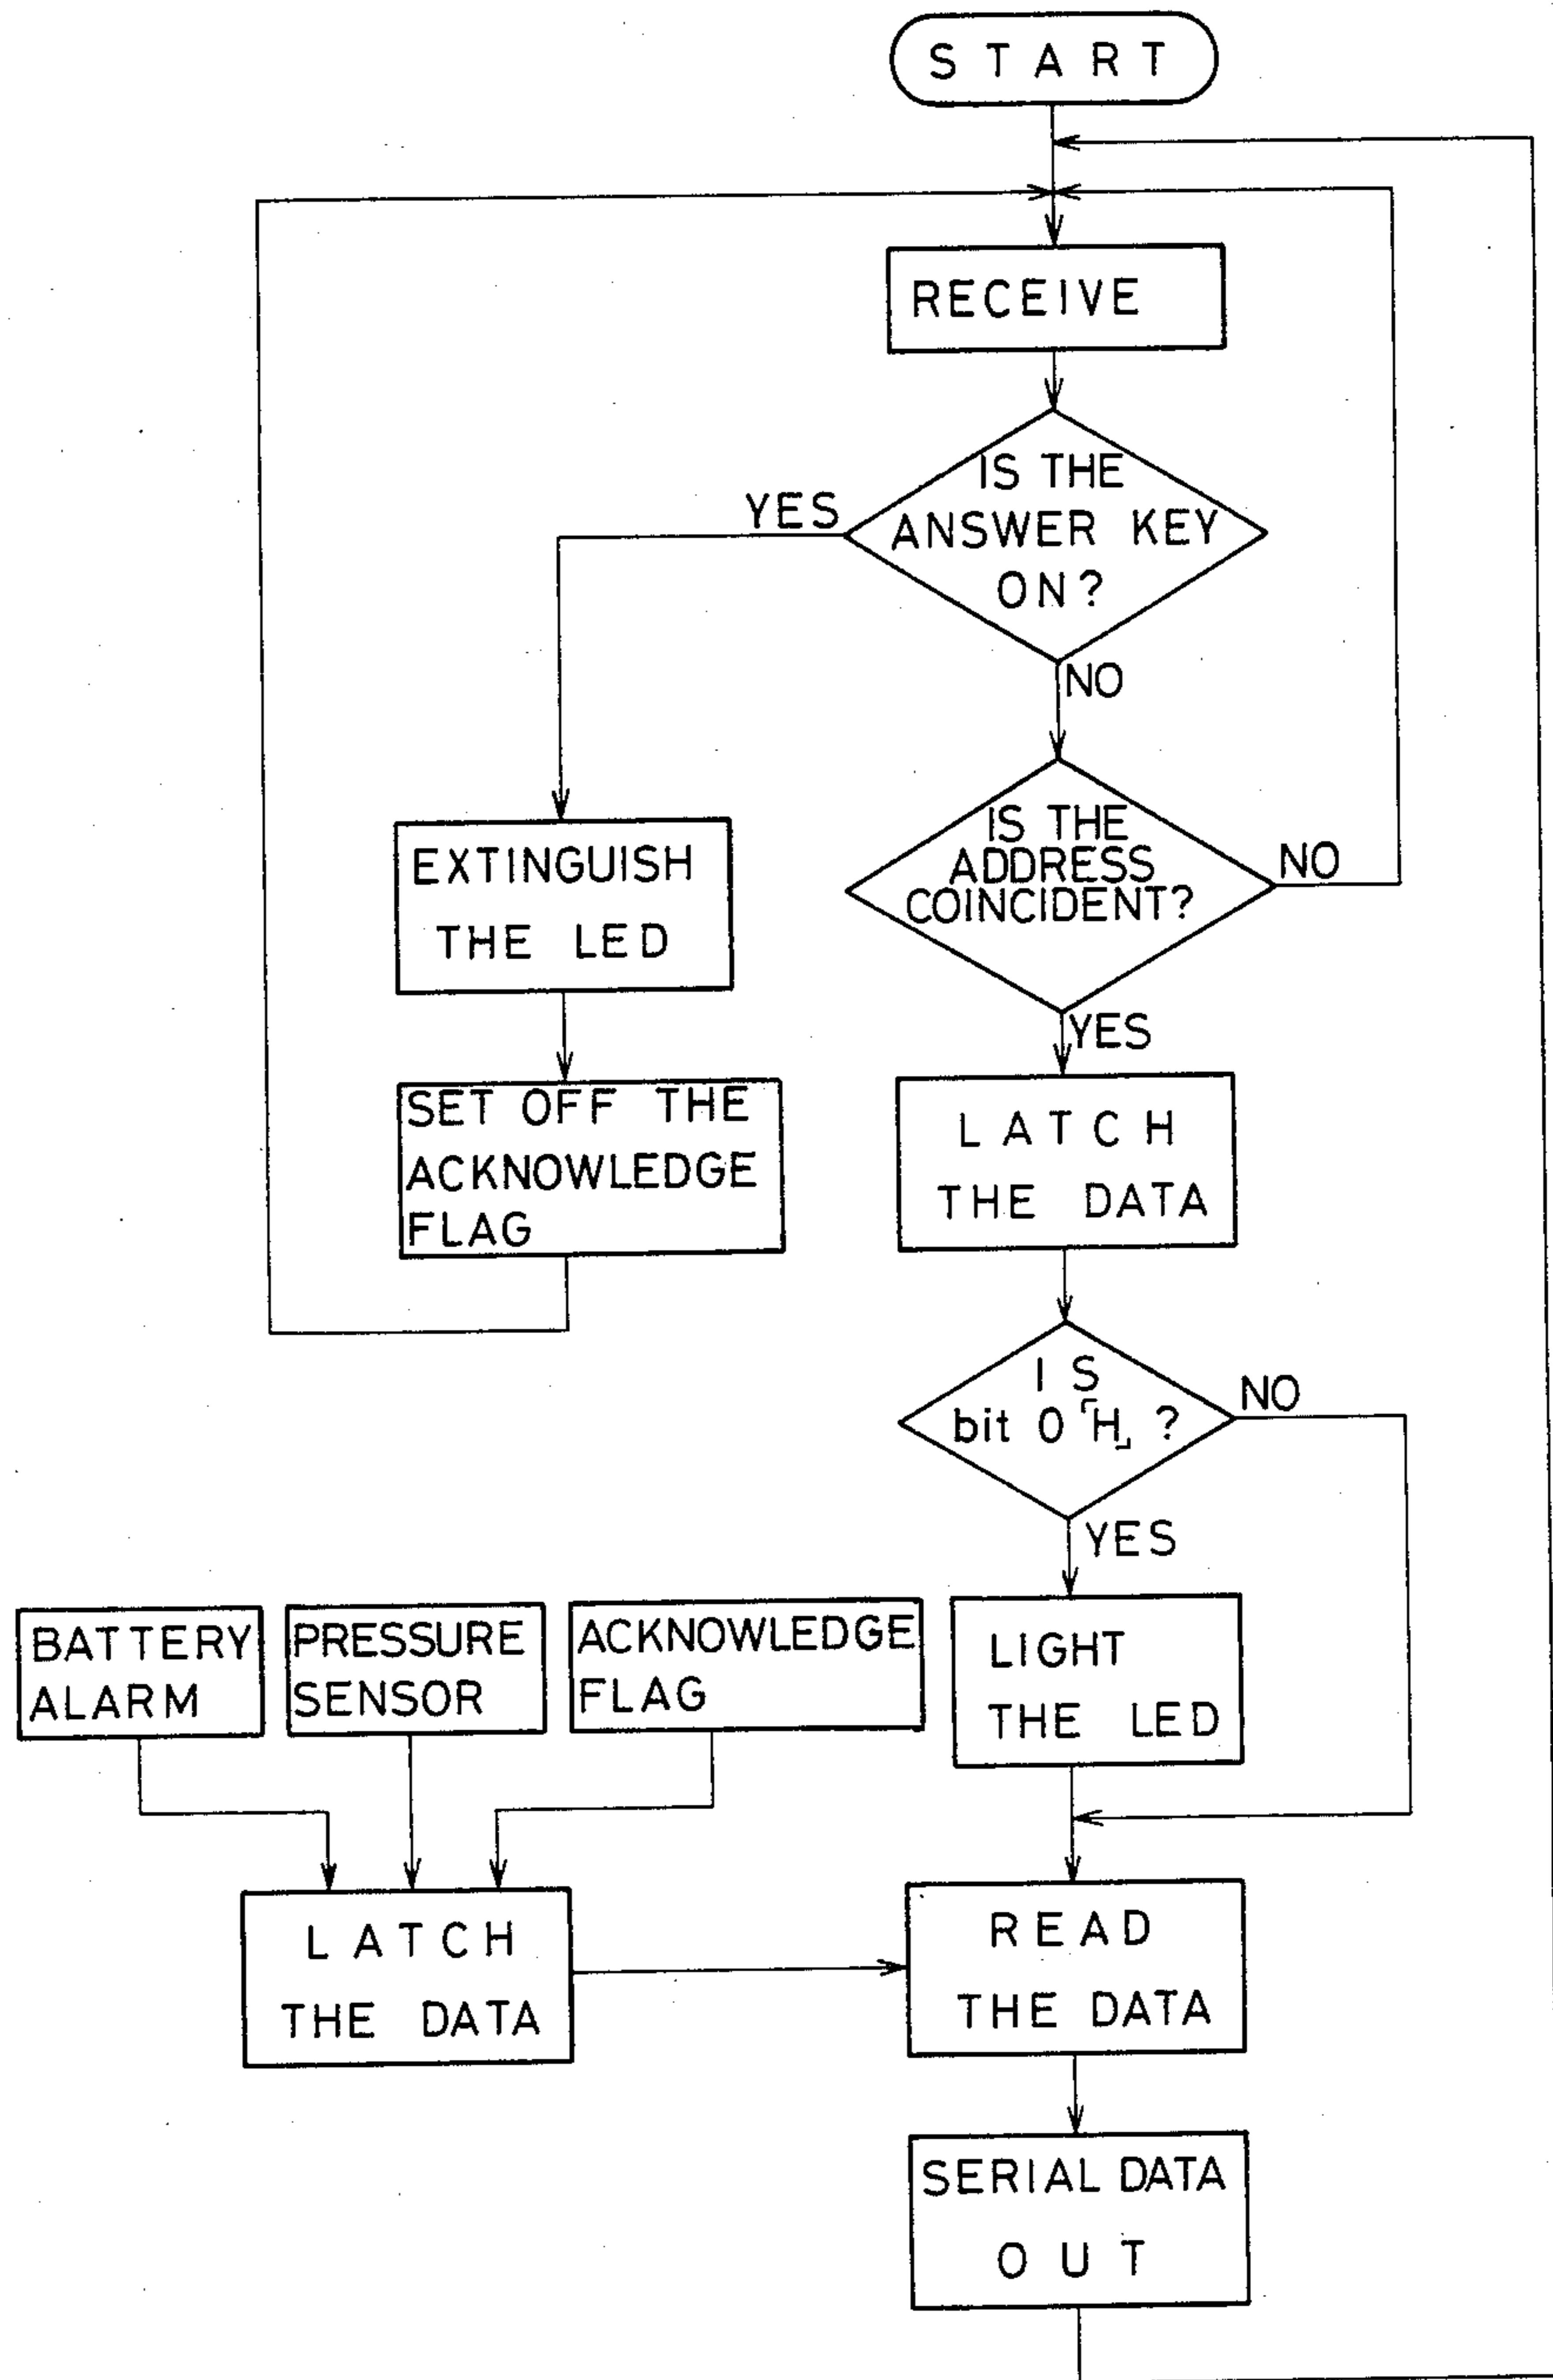 START
RECEIVE
IS THE
ANSWER KEY
ON?
YES
NO
IS THE
ADDRESS
COINCIDENT?
NO
YES
EXTINGUISH
THE LED
SET OFF THE
ACKNOWLEDGE
FLAG
LATCH
THE DATA
IS
bit 0 「H」 ?
NO
YES
BATTERY
ALARM
PRESSURE
SENSOR
ACKNOWLEDGE
FLAG
LIGHT
THE LED
LATCH
THE DATA
READ
THE DATA
SERIAL DATA
OUT